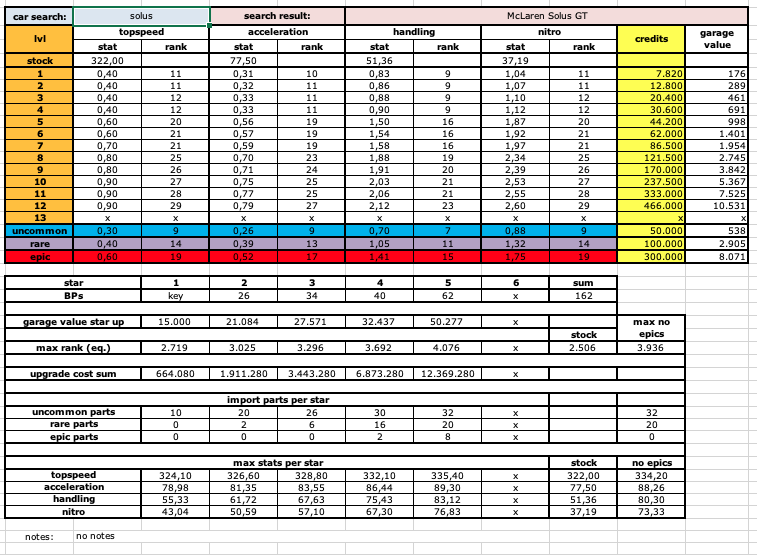 car search: solus search result: McLaren Solus GT
lvl topspeed acceleration handling nitro credits garage value
stat rank stat rank stat rank stat rank
stock 322,00 77,50 51,36 37,19
1 0,40 11 0,31 10 0,83 9 1,04 11 7.820 176
2 0,40 11 0,32 11 0,86 9 1,07 11 12.800 289
3 0,40 12 0,33 11 0,88 9 1,10 12 20.400 461
4 0,40 12 0,33 11 0,90 9 1,12 12 30.600 691
5 0,60 20 0,56 19 1,50 16 1,87 20 44.200 998
6 0,60 21 0,57 19 1,54 16 1,92 21 62.000 1.401
7 0,70 21 0,59 19 1,58 16 1,97 21 86.500 1.954
8 0,80 25 0,70 23 1,88 19 2,34 25 121.500 2.745
9 0,80 26 0,71 24 1,91 20 2,39 26 170.000 3.842
10 0,90 27 0,75 25 2,03 21 2,53 27 237.500 5.367
11 0,90 28 0,77 25 2,06 21 2,55 28 333.000 7.525
12 0,90 29 0,79 27 2,12 23 2,60 29 466.000 10.531
13 x x x x x x x x x x
uncommon 0,30 9 0,26 9 0,70 7 0,88 9 50.000 538
rare 0,40 14 0,39 13 1,05 11 1,32 14 100.000 2.905
epic 0,60 19 0,52 17 1,41 15 1,75 19 300.000 8.071
star 1 2 3 4 5 6 sum
BPs key 26 34 40 62 x 162
garage value star up 15.000 21.084 27.571 32.437 50.277 x max no epics
stock
max rank (eq.) 2.719 3.025 3.296 3.692 4.076 x 2.506 3.936
upgrade cost sum 664.080 1.911.280 3.443.280 6.873.280 12.369.280 x
import parts per star
uncommon parts 10 20 26 30 32 x 32
rare parts 0 2 6 16 20 x 20
epic parts 0 0 0 2 8 x 0
max stats per star stock no epics
topspeed 324,10 326,60 328,80 332,10 335,40 x 322,00 334,20
acceleration 78,98 81,35 83,55 86,44 89,30 x 77,50 88,26
handling 55,33 61,72 67,63 75,43 83,12 x 51,36 80,30
nitro 43,04 50,59 57,10 67,30 76,83 x 37,19 73,33
notes: no notes